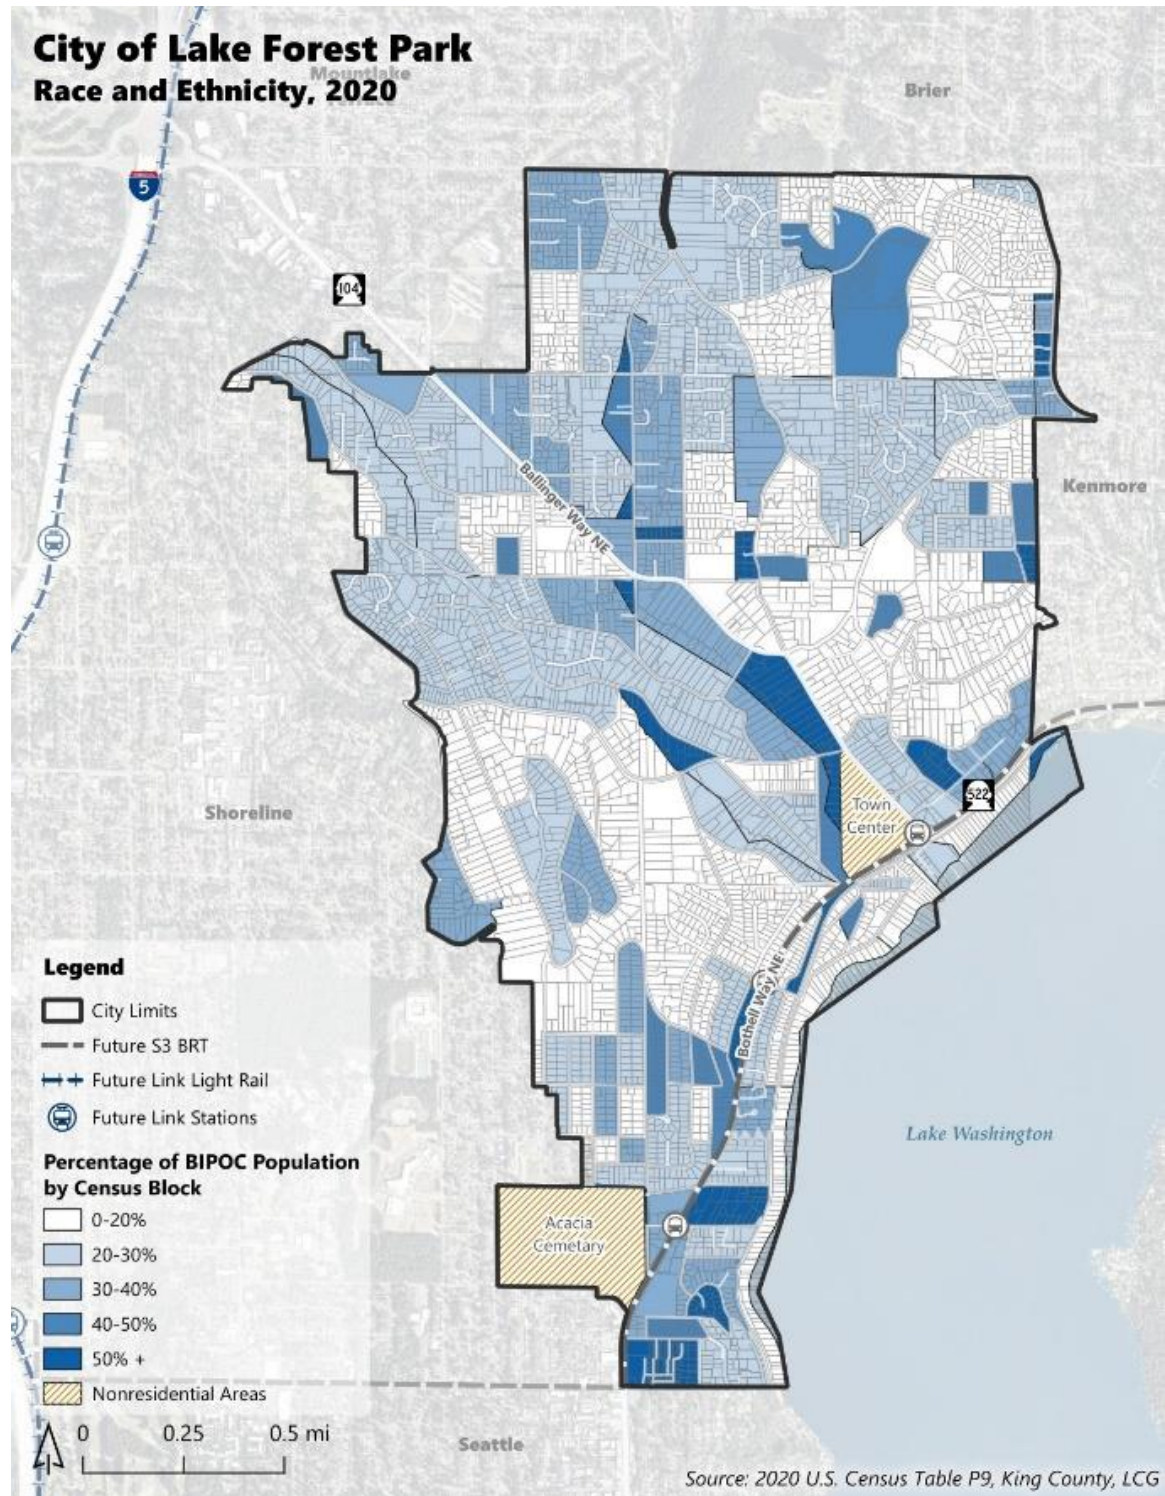 City of Lake Forest Park
Mountlake
Terrace
Race and Ethnicity, 2020
Brier
5
104
Ballinger Way NE
Kenmore
Shoreline
522
Town
Center
Bothell Way NE
Lake Washington
Acacia
Cemetary
Legend
City Limits
Future S3 BRT
Future Link Light Rail
Future Link Stations
Percentage of BIPOC Population
by Census Block
0-20%
20-30%
30-40%
40-50%
50% +
Nonresidential Areas
0 0.25 0.5 mi
Seattle
Source: 2020 U.S. Census Table P9, King County, LCG